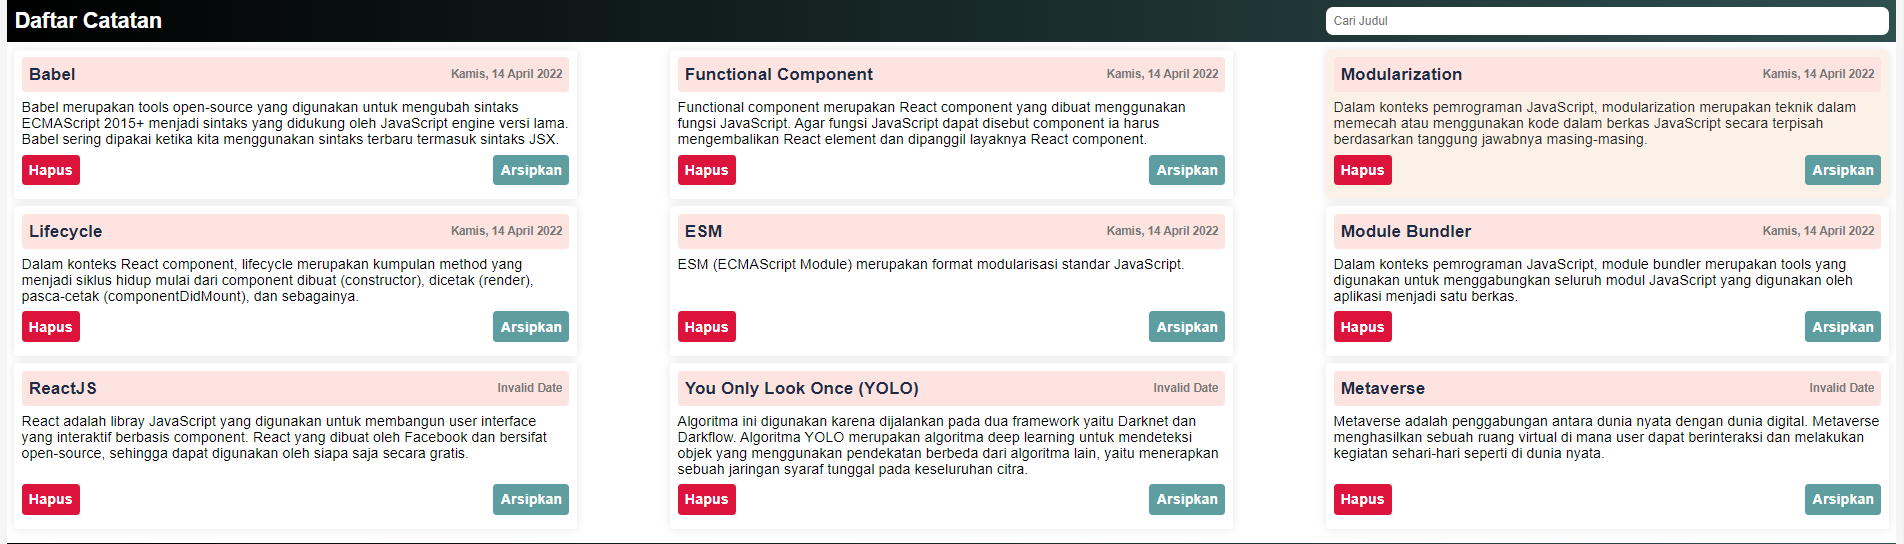 Daftar Catatan
Cari Judul
Babel
Kamis, 14 April 2022
Babel merupakan tools open-source yang digunakan untuk mengubah sintaks
ECMAScript 2015+ menjadi sintaks yang didukung oleh JavaScript engine versi lama.
Babel sering dipakai ketika kita menggunakan sintaks terbaru termasuk sintaks JSX.
Hapus
Arsipkan
Functional Component
Kamis, 14 April 2022
Functional component merupakan React component yang dibuat menggunakan
fungsi JavaScript. Agar fungsi JavaScript dapat disebut component ia harus
mengembalikan React element dan dipanggil layaknya React component.
Hapus
Arsipkan
Modularization
Kamis, 14 April 2022
Dalam konteks pemrograman JavaScript, modularization merupakan teknik dalam
memecah atau menggunakan kode dalam berkas JavaScript secara terpisah
berdasarkan tanggung jawabnya masing-masing.
Hapus
Arsipkan
Lifecycle
Kamis, 14 April 2022
Dalam konteks React component, lifecycle merupakan kumpulan method yang
menjadi siklus hidup mulai dari component dibuat (constructor), dicetak (render),
pasca-cetak (componentDidMount), dan sebagainya.
Hapus
Arsipkan
ESM
Kamis, 14 April 2022
ESM (ECMAScript Module) merupakan format modularisasi standar JavaScript.
Hapus
Arsipkan
Module Bundler
Kamis, 14 April 2022
Dalam konteks pemrograman JavaScript, module bundler merupakan tools yang
digunakan untuk menggabungkan seluruh modul JavaScript yang digunakan oleh
aplikasi menjadi satu berkas.
Hapus
Arsipkan
ReactJS
Invalid Date
React adalah libray JavaScript yang digunakan untuk membangun user interface
yang interaktif berbasis component. React yang dibuat oleh Facebook dan bersifat
open-source, sehingga dapat digunakan oleh siapa saja secara gratis.
Hapus
Arsipkan
You Only Look Once (YOLO)
Invalid Date
Algoritma ini digunakan karena dijalankan pada dua framework yaitu Darknet dan
Darkflow. Algoritma YOLO merupakan algoritma deep learning untuk mendeteksi
objek yang menggunakan pendekatan berbeda dari algoritma lain, yaitu menerapkan
sebuah jaringan syaraf tunggal pada keseluruhan citra.
Hapus
Arsipkan
Metaverse
Invalid Date
Metaverse adalah penggabungan antara dunia nyata dengan dunia digital. Metaverse
menghasilkan sebuah ruang virtual di mana user dapat berinteraksi dan melakukan
kegiatan sehari-hari seperti di dunia nyata.
Hapus
Arsipkan